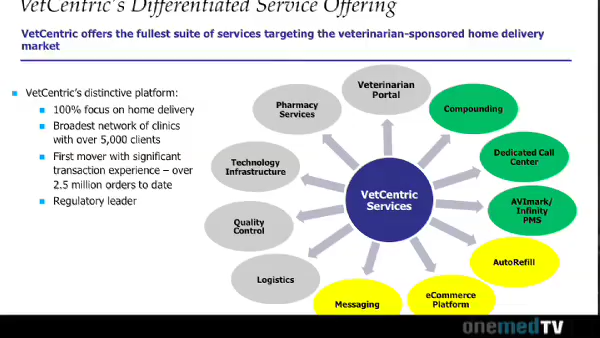 VetCentric's Differentiated Service Offering
VetCentric offers the fullest suite of services targeting the veterinarian-sponsored home delivery
market
VetCentric's distinctive platform:
100% focus on home delivery
Broadest network of clinics
with over 5,000 clients
First mover with significant
transaction experience – over
2.5 million orders to date
Regulatory leader
Veterinarian
Portal
Pharmacy
Services
Compounding
Technology
Infrastructure
Dedicated Call
Center
VetCentric
Services
AVImark/
Infinity
PMS
Quality
Control
AutoRefill
Logistics
Messaging
eCommerce
Platform
onemedTV